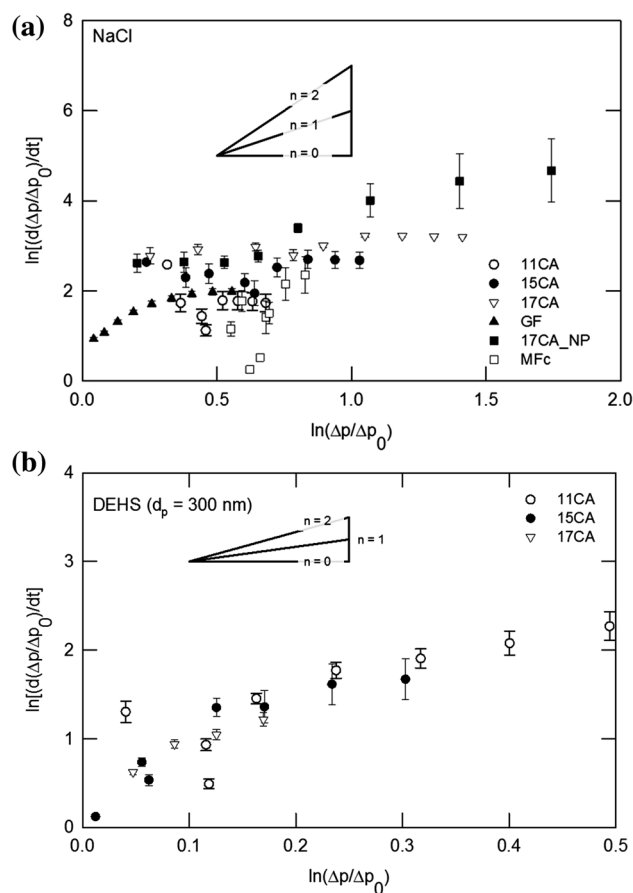 (a)
NaCl
n = 2
n = 1
n = 0
11CA
15CA
17CA
GF
17CA_NP
MFc
8
6
4
2
0
0.0 0.5 1.0 1.5 2.0
ln[(d(Δp/Δp0)/dt]
ln(Δp/Δp0)
(b)
DEHS (dp = 300 nm)
n = 2
n = 1
n = 0
11CA
15CA
17CA
4
3
2
1
0
0.0 0.1 0.2 0.3 0.4 0.5
ln[(d(Δp/Δp0)/dt]
ln(Δp/Δp0)